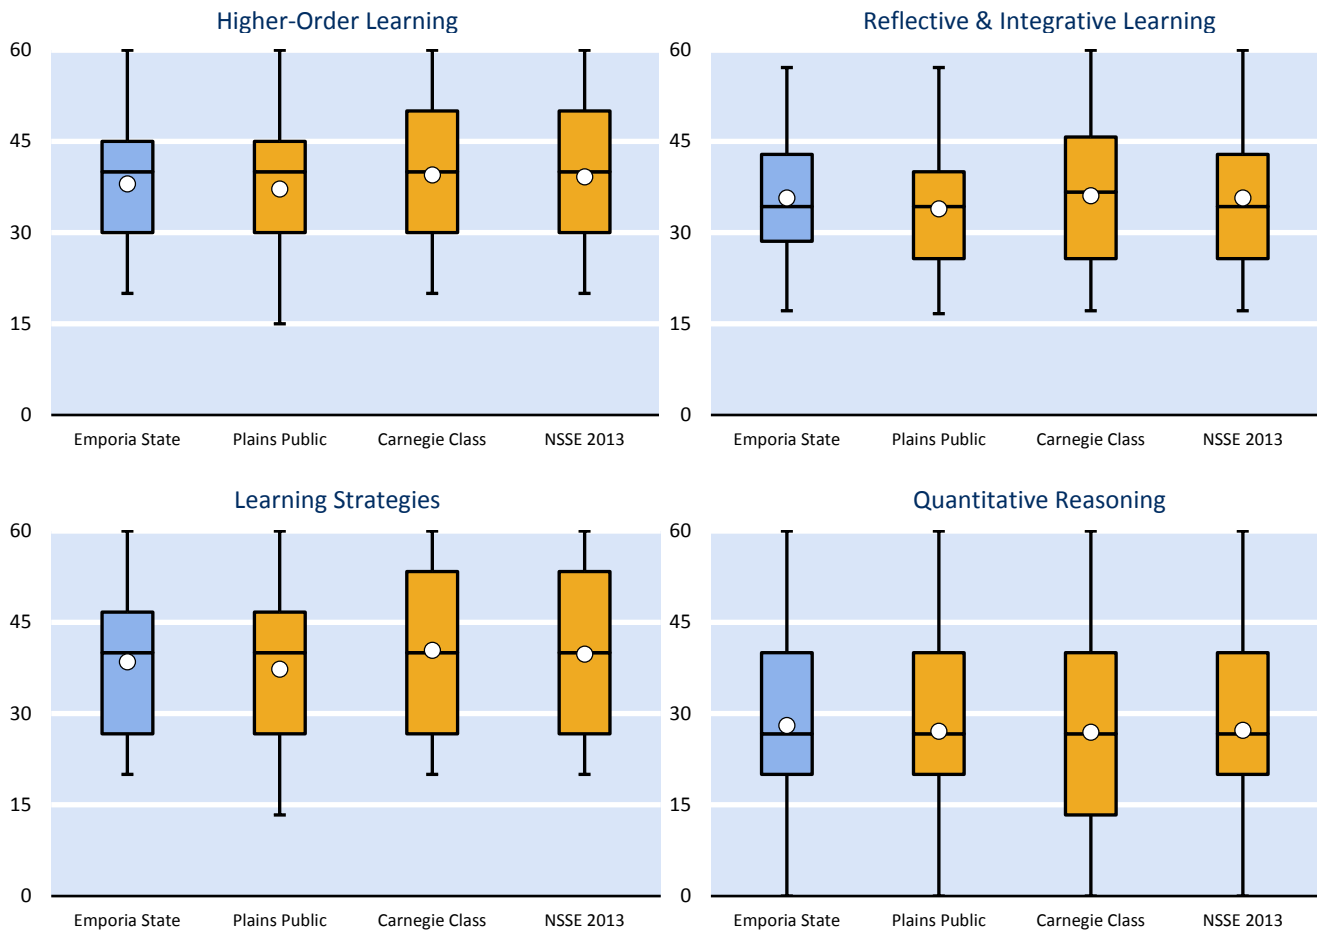 Higher-Order Learning
60
45
30
15
0
Emporia State Plains Public Carnegie Class NSSE 2013
Reflective & Integrative Learning
60
45
30
15
0
Emporia State Plains Public Carnegie Class NSSE 2013
Learning Strategies
60
45
30
15
0
Emporia State Plains Public Carnegie Class NSSE 2013
Quantitative Reasoning
60
45
30
15
0
Emporia State Plains Public Carnegie Class NSSE 2013